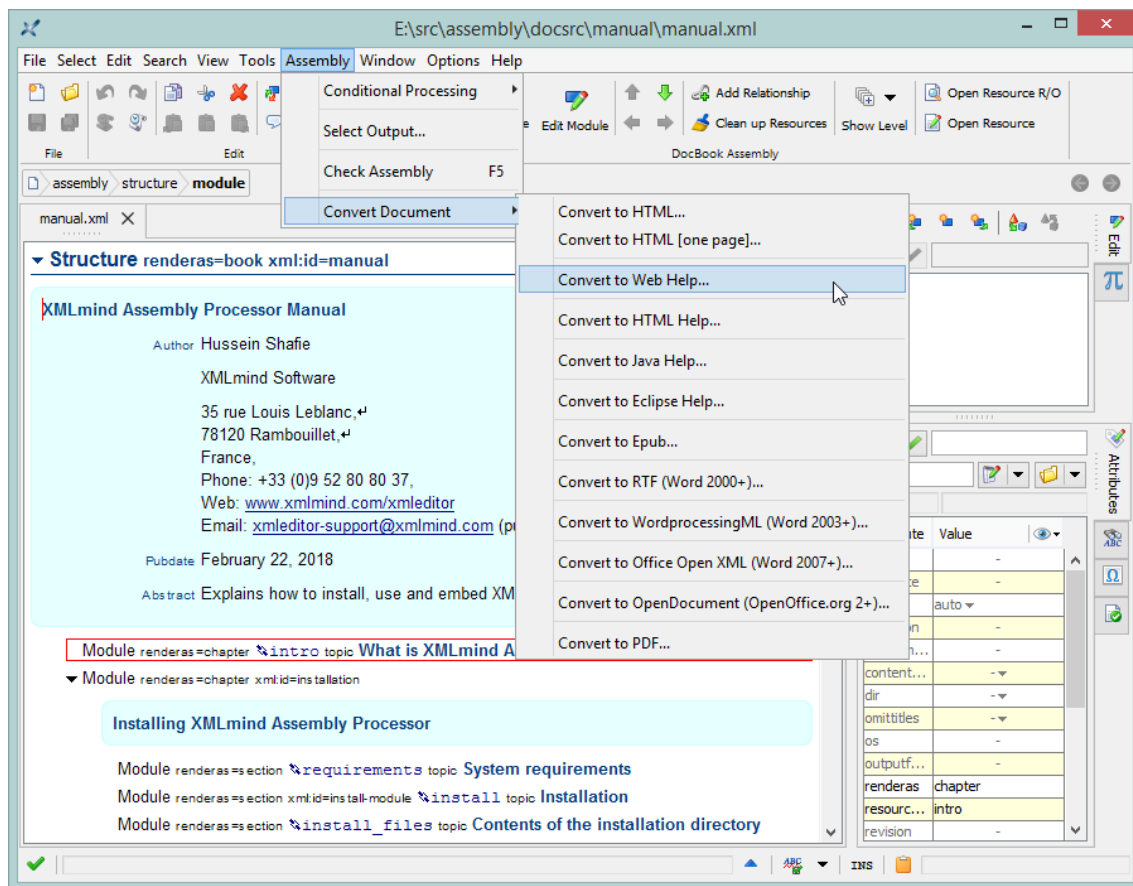 E:\src\assembly\docsrc\manual\manual.xml
File Select Edit Search View Tools Assembly Window Options Help
Conditional Processing
Select Output...
Check Assembly F5
Convert Document
Edit Module
Add Relationship
Clean up Resources
Show Level
Open Resource R/O
Open Resource
File
Edit
DocBook Assembly
assembly structure module
manual.xml
Convert to HTML...
Convert to HTML [one page]...
Convert to Web Help...
Convert to HTML Help...
Convert to Java Help...
Convert to Eclipse Help...
Convert to Epub...
Convert to RTF (Word 2000+)...
Convert to WordprocessingML (Word 2003+)...
Convert to Office Open XML (Word 2007+)...
Convert to OpenDocument (OpenOffice.org 2+)...
Convert to PDF...
Structure renderas=book xml:id=manual
XMLmind Assembly Processor Manual
Author Hussein Shafie
XMLmind Software
35 rue Louis Leblanc,
78120 Rambouillet,
France,
Phone: +33 (0)9 52 80 80 37,
Web: www.xmlmind.com/xmleditor
Email: xmleditor-support@xmlmind.com (pu
Pubdate February 22, 2018
Abstract Explains how to install, use and embed XM
Module renderas=chapter intro topic What is XMLmind A
Module renderas=chapter xml:id=installation
Installing XMLmind Assembly Processor
Module renderas=section requirements topic System requirements
Module renderas=section xml:id=install-module install topic Installation
Module renderas=section install_files topic Contents of the installation directory
Edit
π
Attributes
ABC
Ω
Value
-
-
auto
-
-
content... -
dir -
omittitles -
os -
outputf... -
renderas chapter
resourc... intro
revision -
ABC
INS